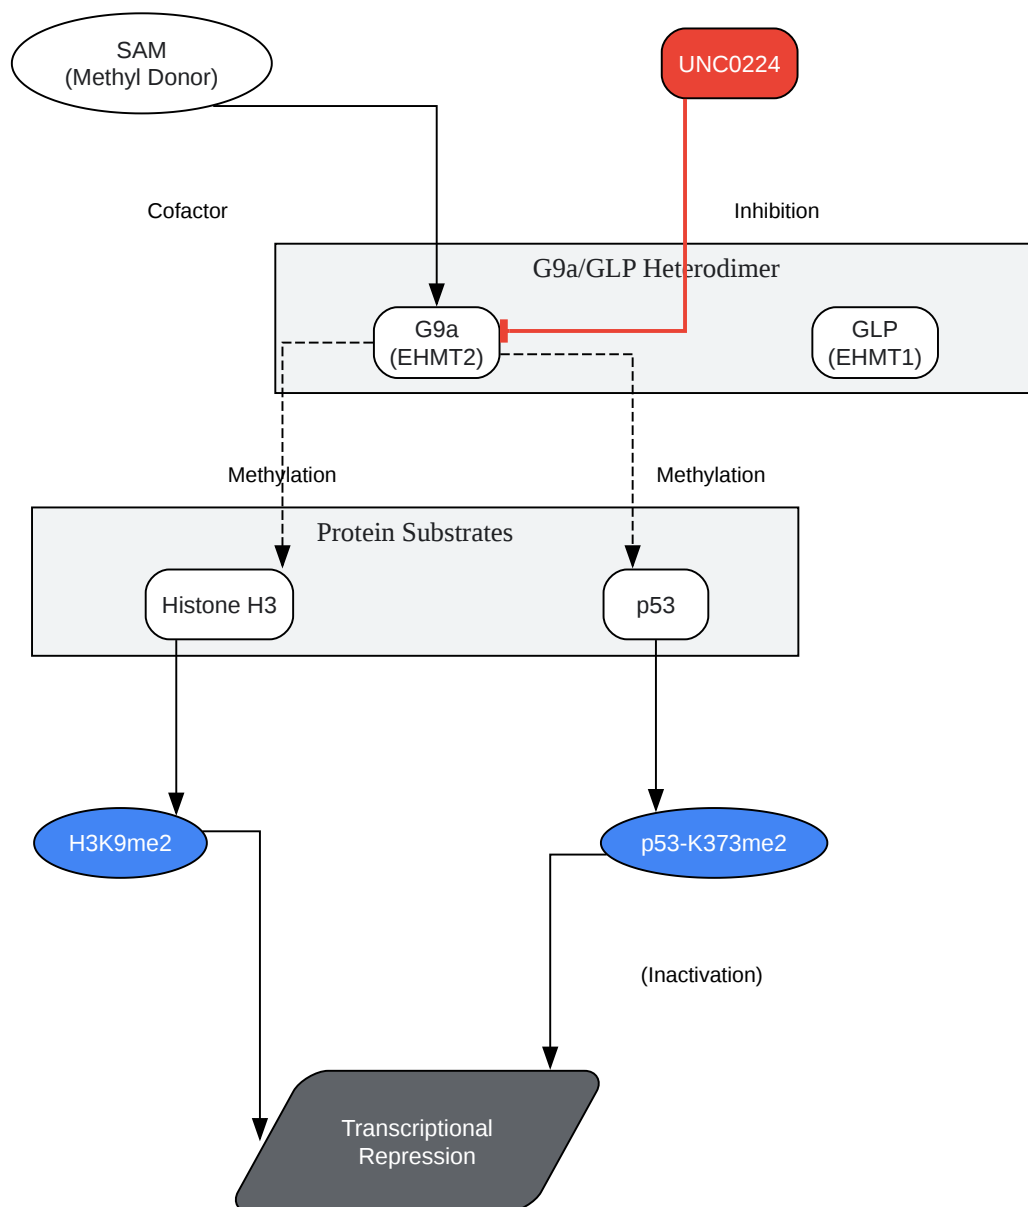 SAM
(Methyl Donor)
UNC0224
Cofactor
Inhibition
G9a/GLP Heterodimer
G9a
(EHMT2)
GLP
(EHMT1)
Methylation
Methylation
Protein Substrates
Histone H3
p53
H3K9me2
p53-K373me2
(Inactivation)
Transcriptional
Repression